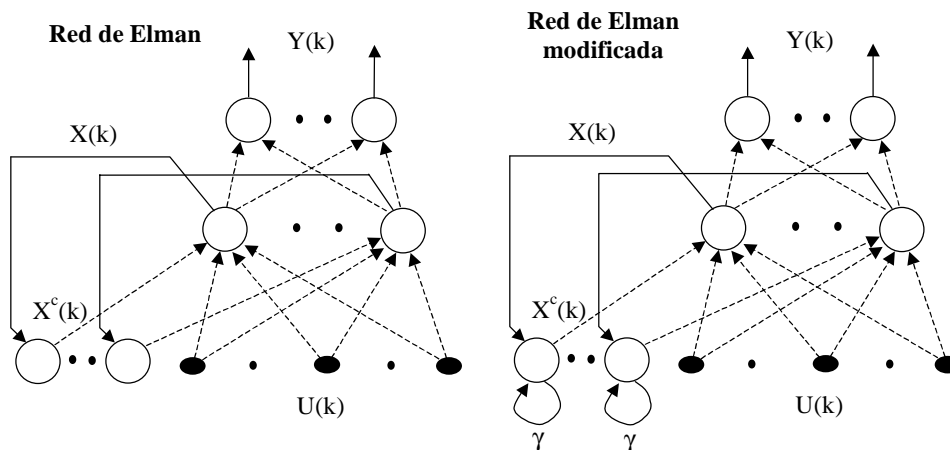 Red de Elman
Y(k)
X(k)
X^c(k)
U(k)
Red de Elman
modificada
Y(k)
X(k)
X^c(k)
U(k)
γ
γ